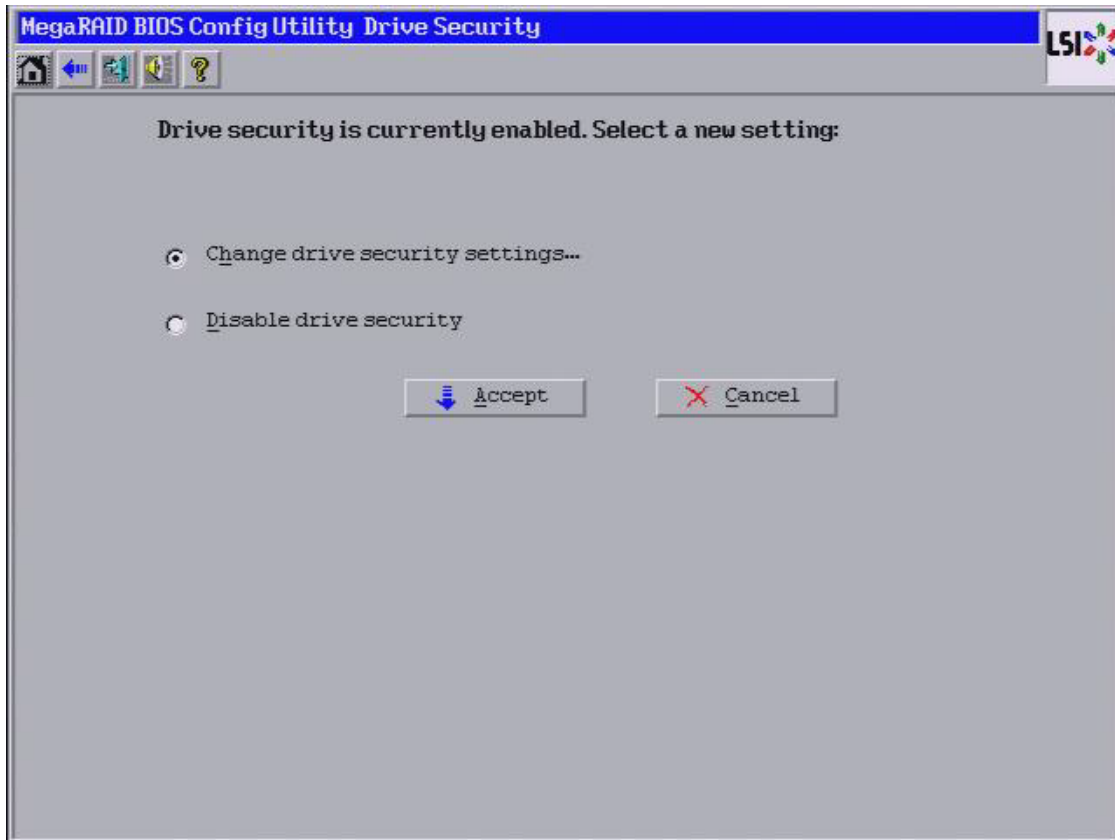 MegaRAID BIOS Config Utility Drive Security
LSI
?
Drive security is currently enabled. Select a new setting:
Change drive security settings...
Disable drive security
Accept
Cancel